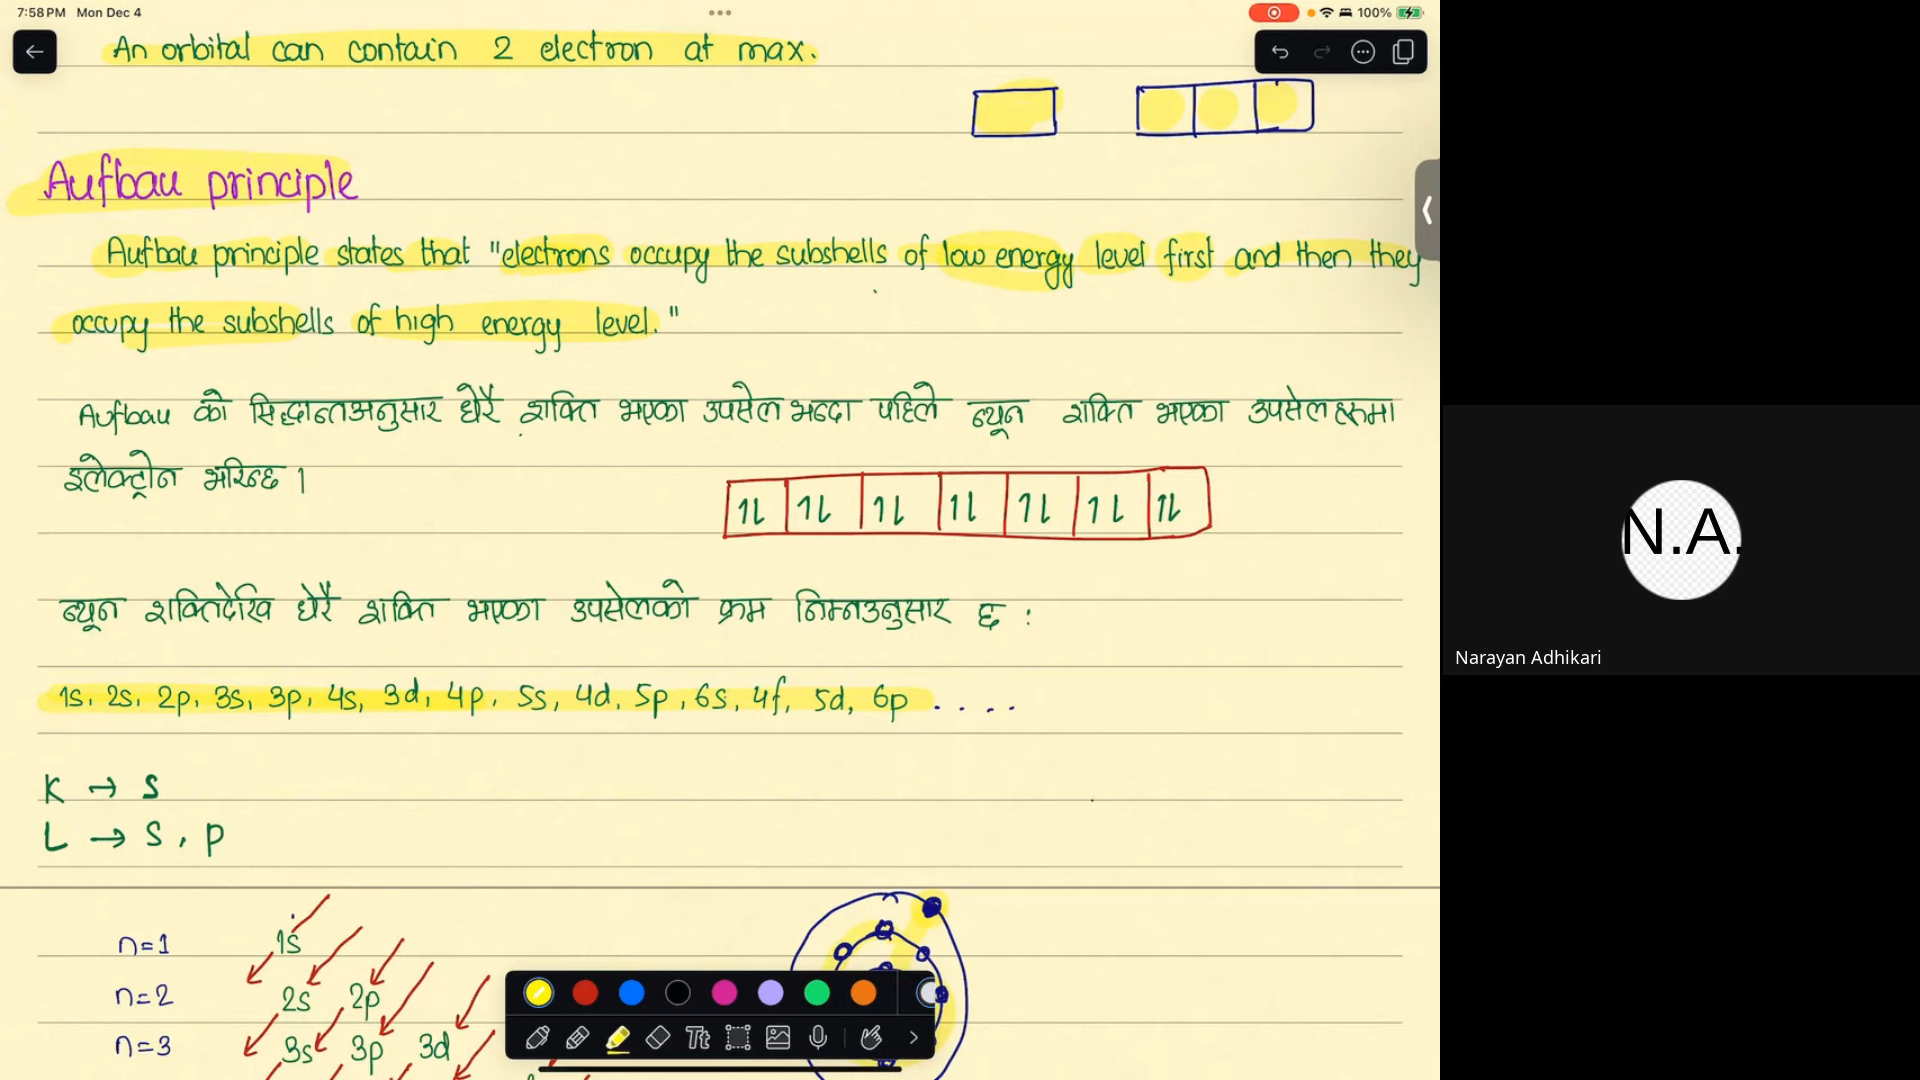 7:58 PM Mon Dec 4
100%
An orbital can contain 2 electron at max.
Aufbau principle
Aufbau principle states that "electrons occupy the subshells of low energy level first and then they
occupy the subshells of high energy level."
Aufbau को सिद्धान्तअनुसार धेरै शक्ति भएका उपसेल भन्दा पहिले न्यून शक्ति भएका उपसेलहरुमा
इलेक्ट्रोन भरिन्छ ।
1l 1l 1l 1l 1l 1l 1l
न्यून शक्तिदेखि धेरै शक्ति भएका उपसेलको क्रम निम्नउनुसार छ :
1s, 2s, 2p, 3s, 3p, 4s, 3d, 4p, 5s, 4d, 5p, 6s, 4f, 5d, 6p . . . .
K → s
L → s, p
n=1 1s
n=2 2s 2p
n=3 3s 3p 3d
Tt
N.A.
Narayan Adhikari